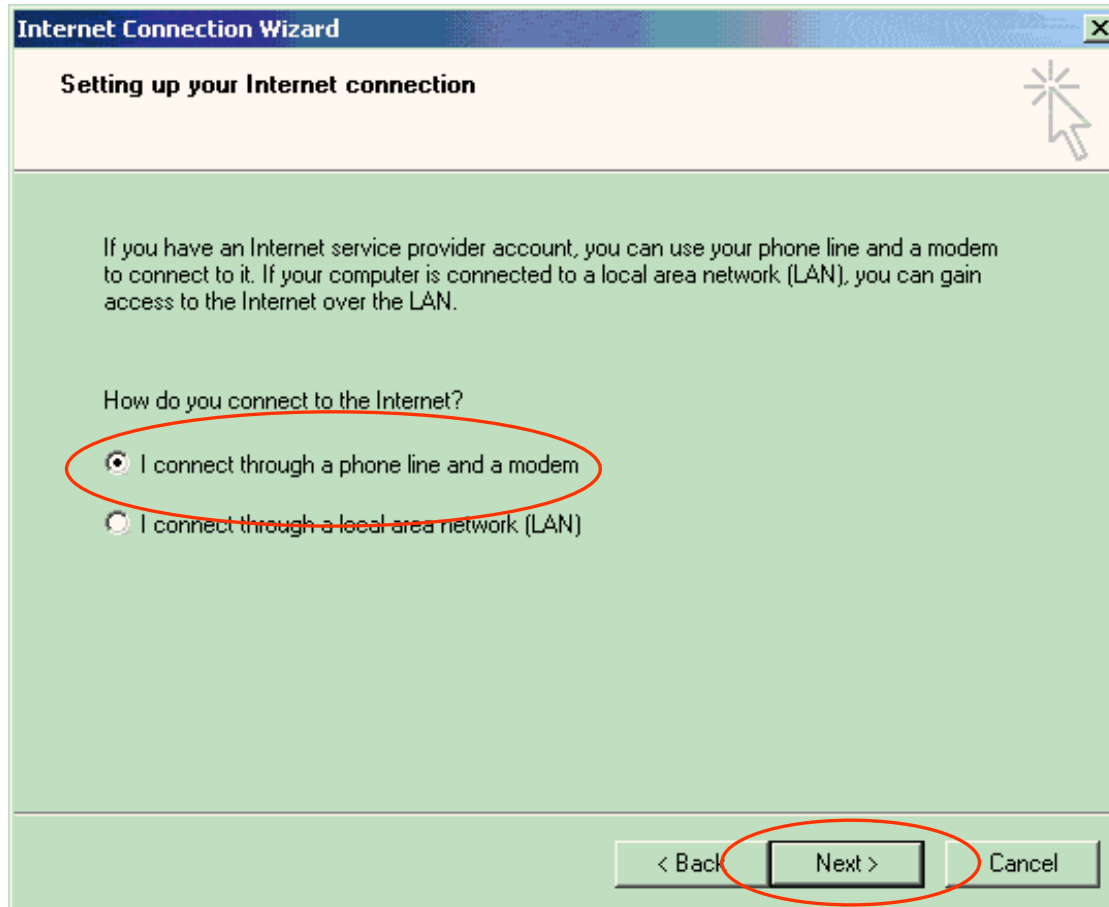 Internet Connection Wizard
Setting up your Internet connection
If you have an Internet service provider account, you can use your phone line and a modem
to connect to it. If your computer is connected to a local area network (LAN), you can gain
access to the Internet over the LAN.
How do you connect to the Internet?
I connect through a phone line and a modem
I connect through a local area network (LAN)
< Back Next > Cancel